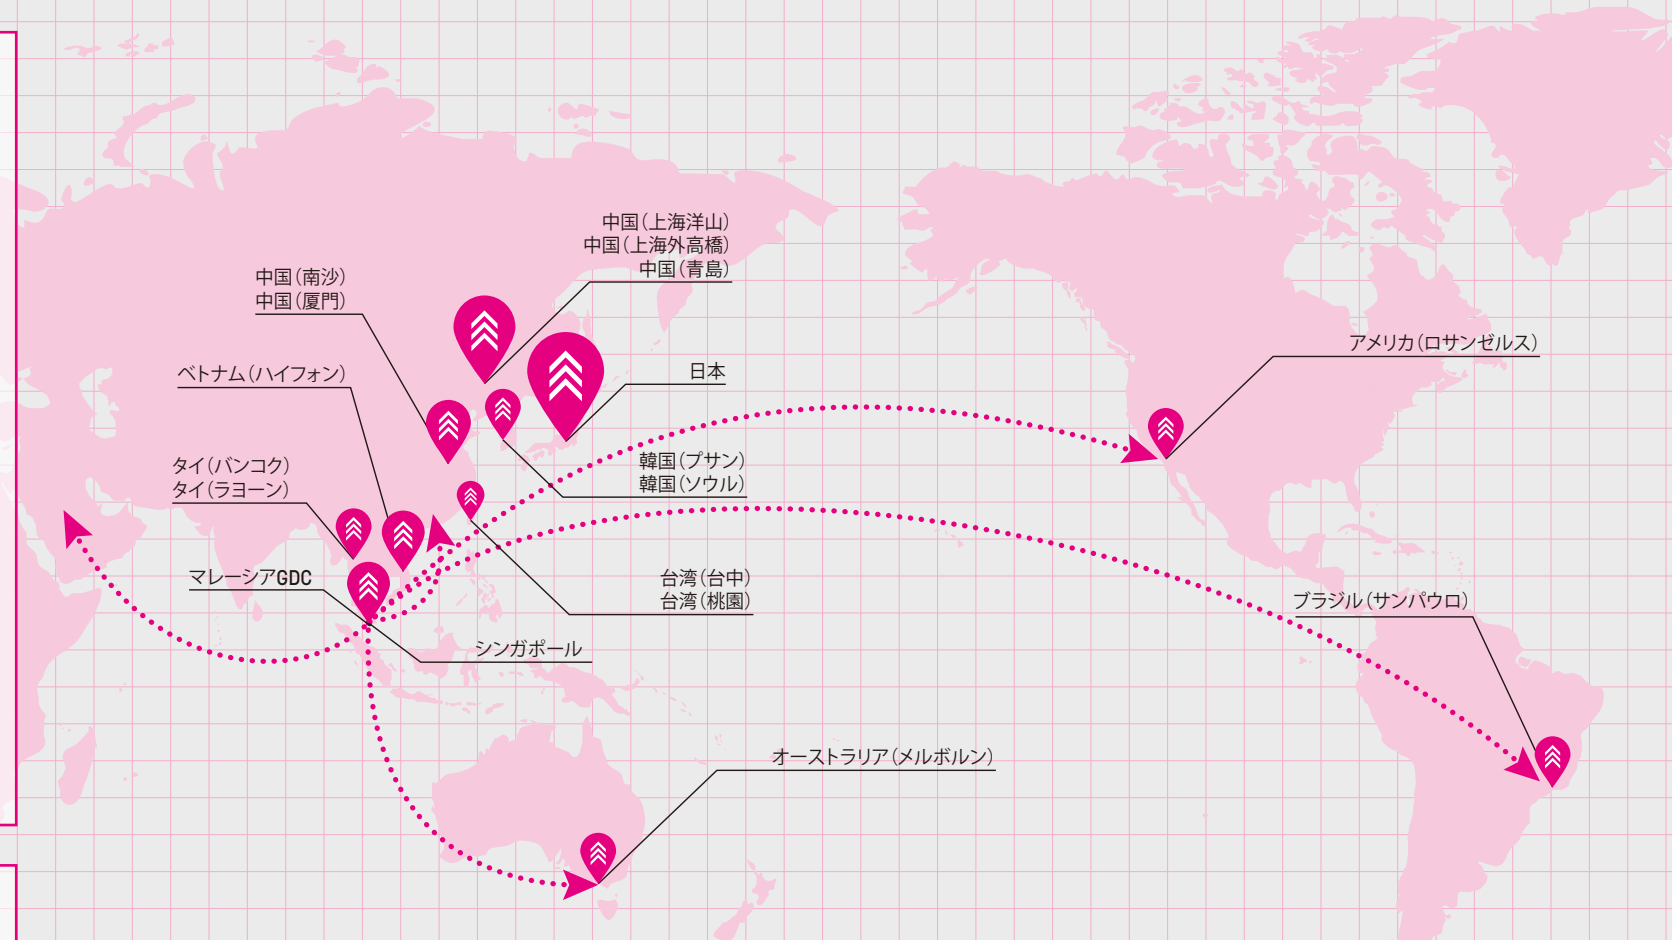 中国（上海洋山）
中国（上海外高橋）
中国（青島）
中国（南沙）
中国（厦門）
アメリカ（ロサンゼルス）
ベトナム（ハイフォン）
日本
タイ（バンコク）
タイ（ラヨーン）
韓国（プサン）
韓国（ソウル）
マレーシアGDC
台湾（台中）
台湾（桃園）
ブラジル（サンパウロ）
シンガポール
オーストラリア（メルボルン）